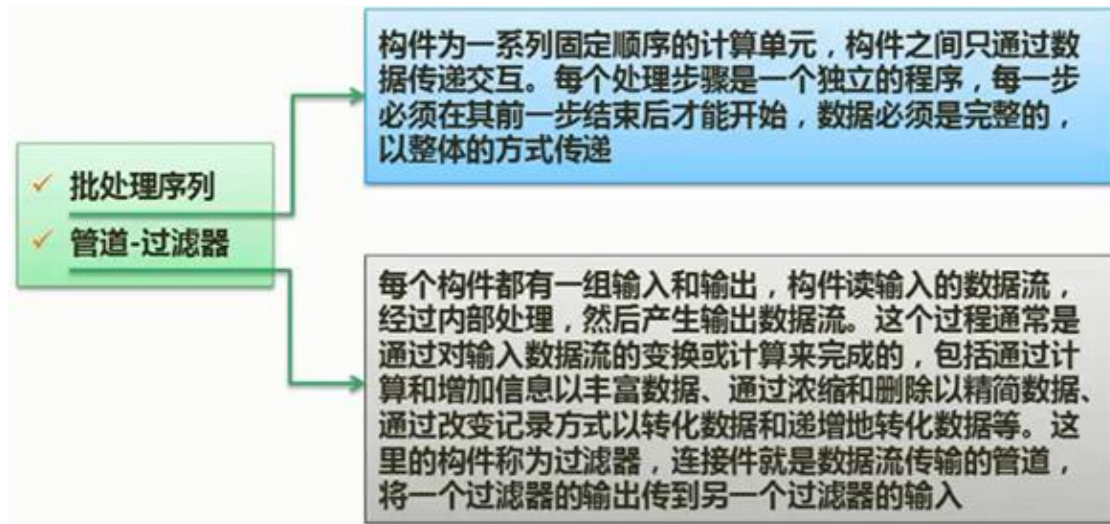 构件为一系列固定顺序的计算单元，构件之间只通过数
据传递交互。每个处理步骤是一个独立的程序，每一步
必须在其前一步结束后才能开始，数据必须是完整的，
以整体的方式传递
✓ 批处理序列
✓ 管道-过滤器
每个构件都有一组输入和输出，构件读输入的数据流，
经过内部处理，然后产生输出数据流。这个过程通常是
通过对输入数据流的变换或计算来完成的，包括通过计
算和增加信息以丰富数据、通过浓缩和删除以精简数据、
通过改变记录方式以转化数据和递增地转化数据等。这
里的构件称为过滤器，连接件就是数据流传输的管道，
将一个过滤器的输出传到另一个过滤器的输入